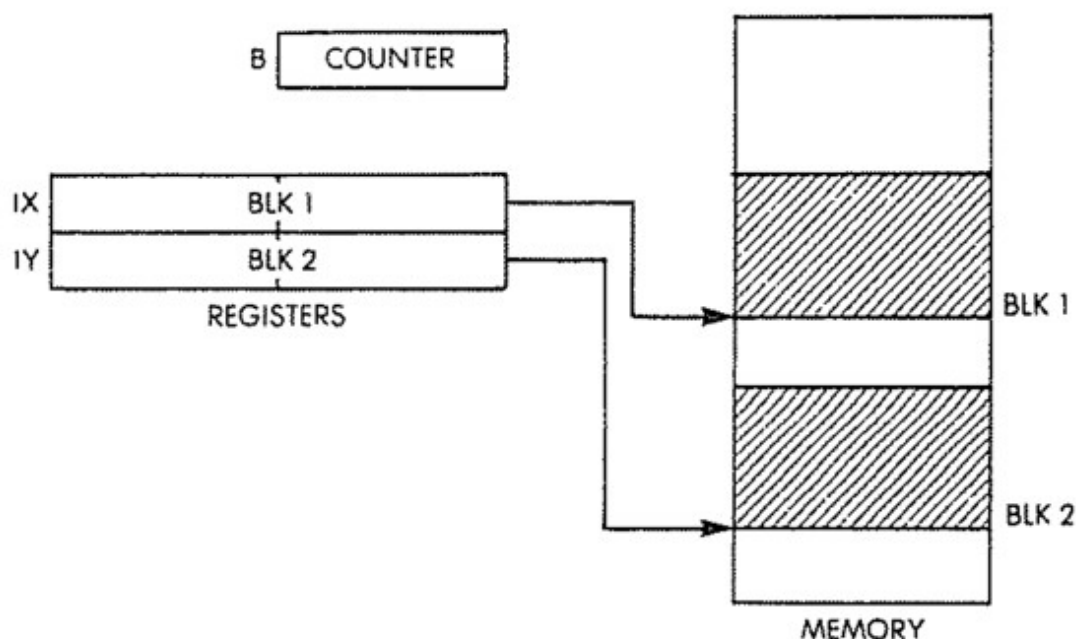 B COUNTER
IX BLK 1
IY BLK 2
REGISTERS
BLK 1
BLK 2
MEMORY